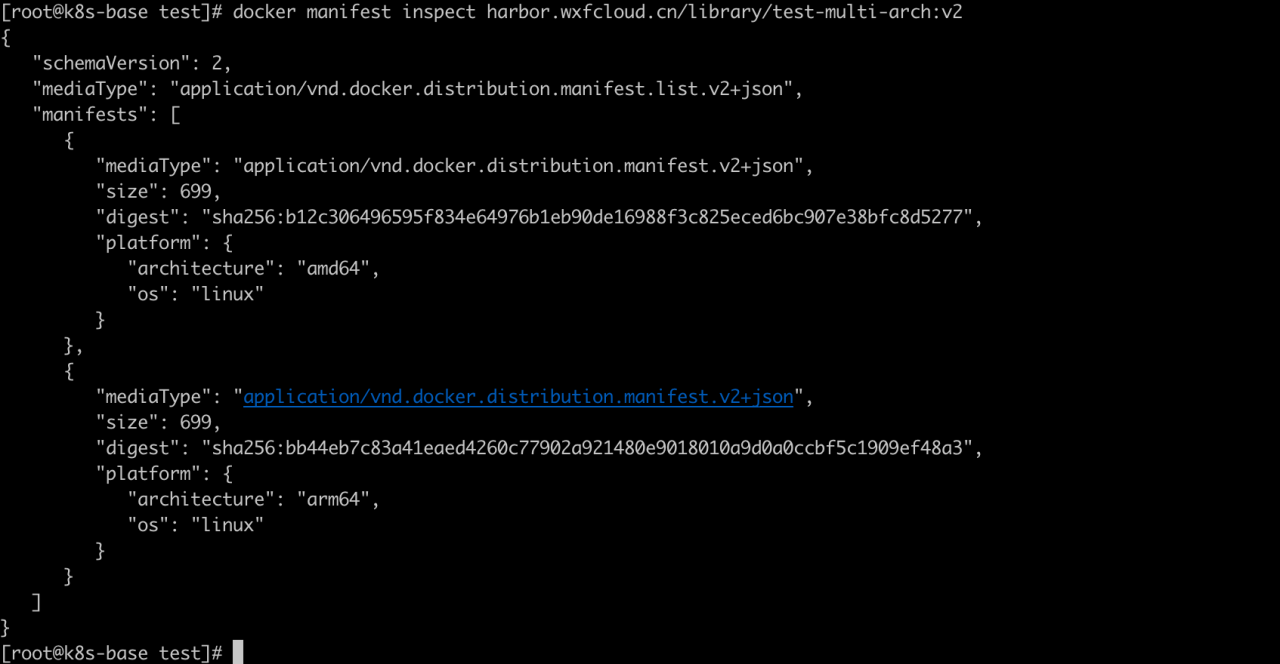 [root@k8s-base test]# docker manifest inspect harbor.wxfcloud.cn/library/test-multi-arch:v2
{
   "schemaVersion": 2,
   "mediaType": "application/vnd.docker.distribution.manifest.list.v2+json",
   "manifests": [
      {
         "mediaType": "application/vnd.docker.distribution.manifest.v2+json",
         "size": 699,
         "digest": "sha256:b12c306496595f834e64976b1eb90de16988f3c825eced6bc907e38bfc8d5277",
         "platform": {
            "architecture": "amd64",
            "os": "linux"
         }
      },
      {
         "mediaType": "application/vnd.docker.distribution.manifest.v2+json",
         "size": 699,
         "digest": "sha256:bb44eb7c83a41eaed4260c77902a921480e9018010a9d0a0ccbf5c1909ef48a3",
         "platform": {
            "architecture": "arm64",
            "os": "linux"
         }
      }
   ]
}
[root@k8s-base test]#